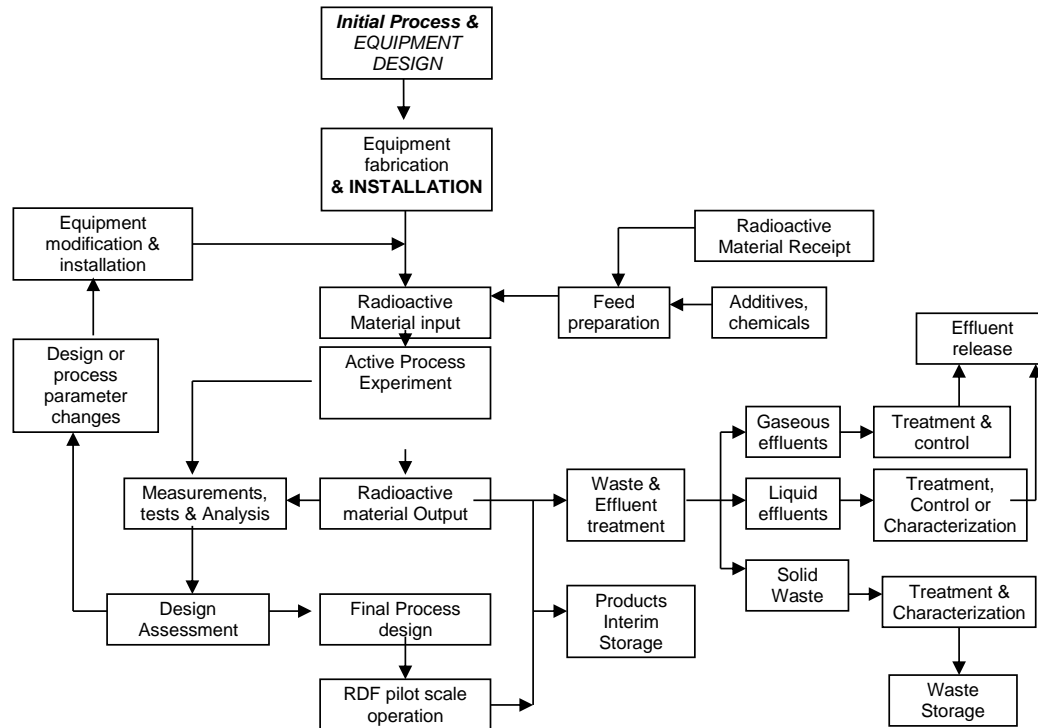 Initial Process &
EQUIPMENT
DESIGN
Equipment
fabrication
& INSTALLATION
Equipment
modification &
installation
Radioactive
Material Receipt
Radioactive
Material input
Feed
preparation
Additives,
chemicals
Effluent
release
Design or
process
parameter
changes
Active Process
Experiment
Gaseous
effluents
Treatment &
control
Measurements,
tests & Analysis
Radioactive
material Output
Waste &
Effluent
treatment
Liquid
effluents
Treatment,
Control or
Characterization
Solid
Waste
Treatment &
Characterization
Design
Assessment
Final Process
design
Products
Interim
Storage
RDF pilot scale
operation
Waste
Storage